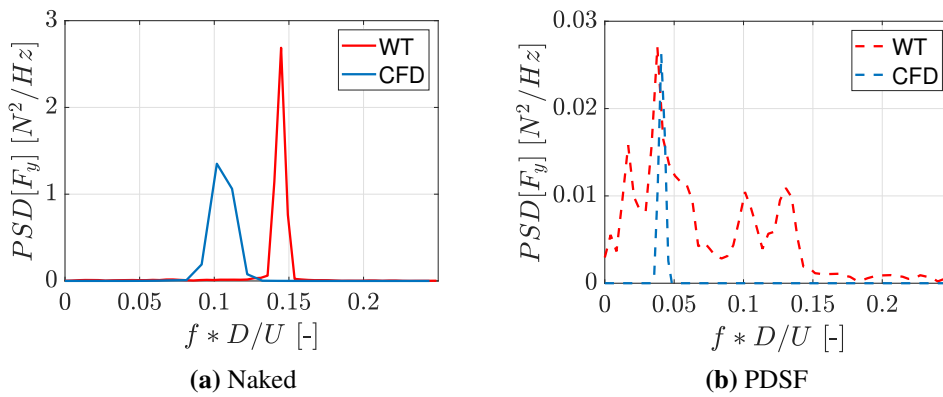 3
2
1
0
PSD[F_y] [N^2/Hz]
WT
CFD
0 0.05 0.1 0.15 0.2
f * D/U [-]
(a) Naked
0.03
0.02
0.01
0
PSD[F_y] [N^2/Hz]
WT
CFD
0 0.05 0.1 0.15 0.2
f * D/U [-]
(b) PDSF